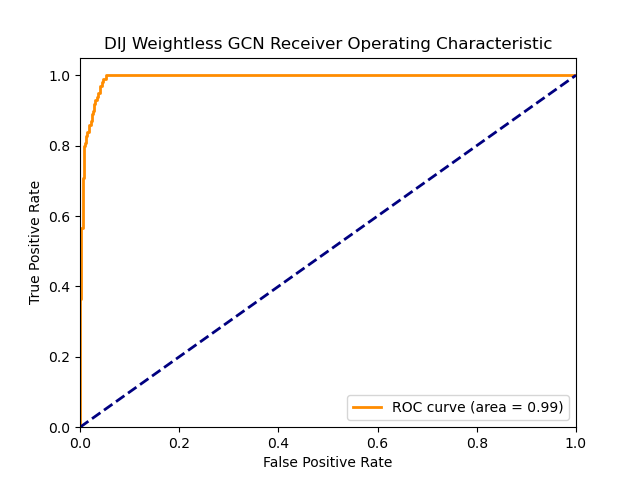 DIJ Weightless GCN Receiver Operating Characteristic
True Positive Rate
1.0
0.8
0.6
0.4
0.2
0.0
ROC curve (area = 0.99)
0.0 0.2 0.4 0.6 0.8 1.0
False Positive Rate